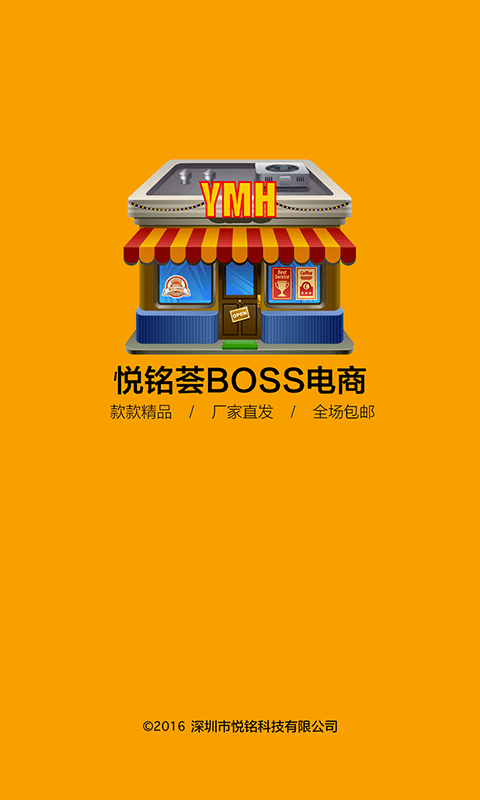 YMH
Best
Service
Coffee
OPEN
悦铭荟BOSS电商
款款精品 / 厂家直发 / 全场包邮
©2016 深圳市悦铭科技有限公司